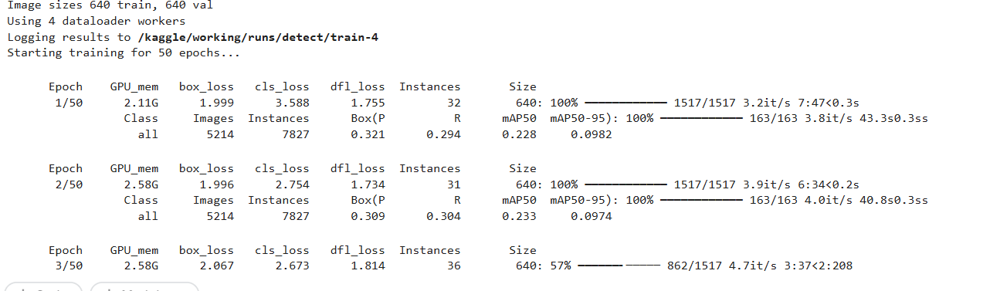 Image sizes 640 train, 640 val
Using 4 dataloader workers
Logging results to /kaggle/working/runs/detect/train-4
Starting training for 50 epochs...
Epoch GPU_mem box_loss cls_loss dfl_loss Instances Size
1/50 2.11G 1.999 3.588 1.755 32 640: 100% ━━━━━━━━━━━━ 1517/1517 3.2it/s 7:47<0.3s
Class Images Instances Box(P R mAP50 mAP50-95): 100% ━━━━━━━━━━━━ 163/163 3.8it/s 43.3s0.3ss
all 5214 7827 0.321 0.294 0.228 0.0982
Epoch GPU_mem box_loss cls_loss dfl_loss Instances Size
2/50 2.58G 1.996 2.754 1.734 31 640: 100% ━━━━━━━━━━━━ 1517/1517 3.9it/s 6:34<0.2s
Class Images Instances Box(P R mAP50 mAP50-95): 100% ━━━━━━━━━━━━ 163/163 4.0it/s 40.8s0.3ss
all 5214 7827 0.309 0.304 0.233 0.0974
Epoch GPU_mem box_loss cls_loss dfl_loss Instances Size
3/50 2.58G 2.067 2.673 1.814 36 640: 57% ━━━━━━╸───── 862/1517 4.7it/s 3:37<2:208